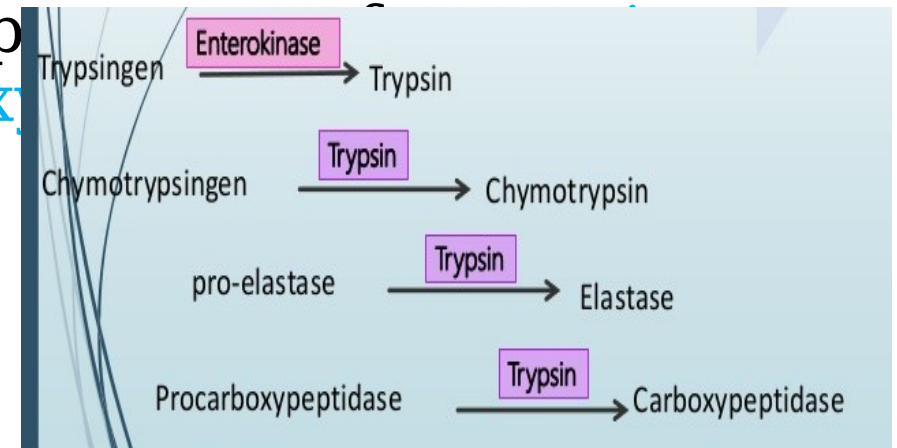 Enterokinase
Trypsingen Trypsin
Trypsin
Chymotrypsingen Chymotrypsin
Trypsin
pro-elastase Elastase
Trypsin
Procarboxypeptidase Carboxypeptidase